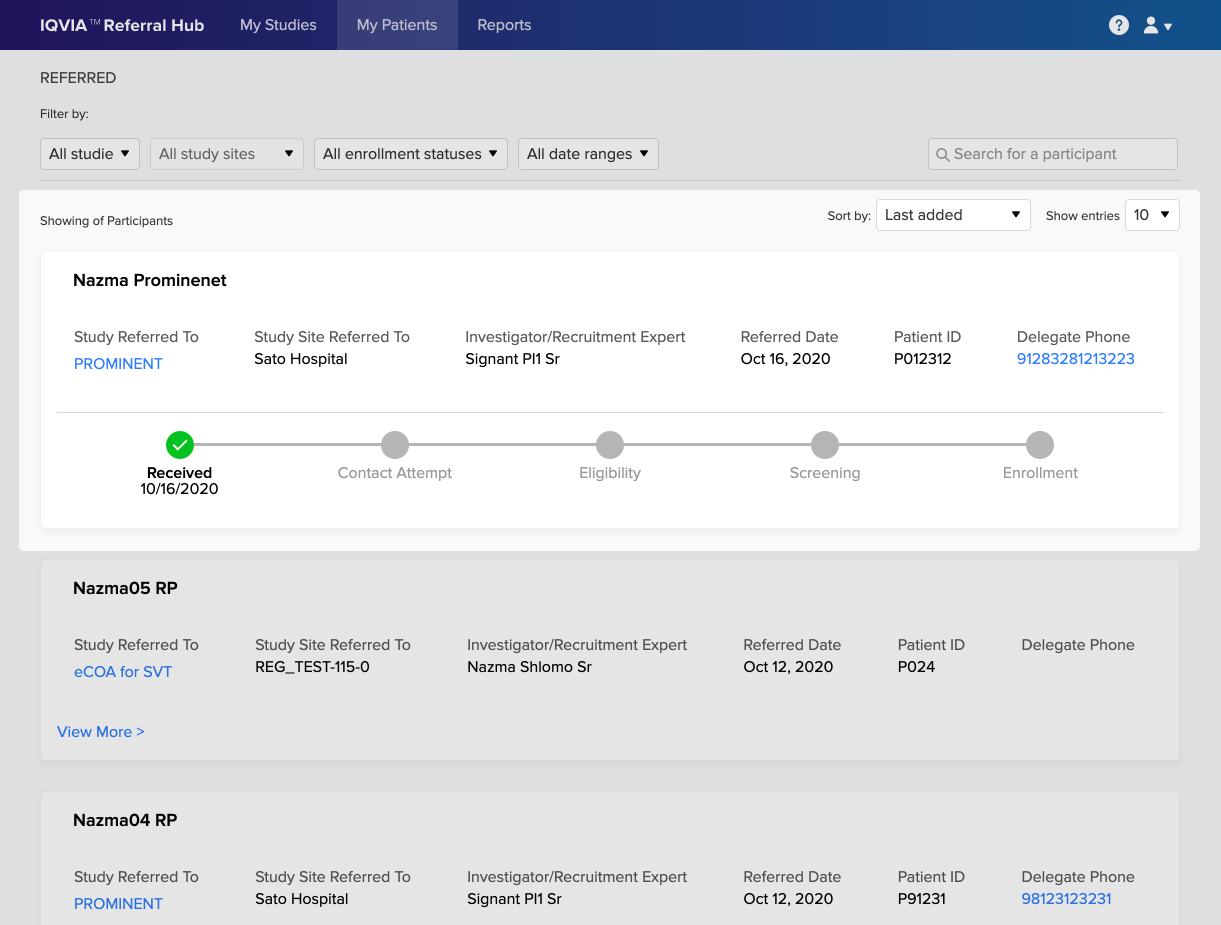 IQVIA™ Referral Hub My Studies My Patients Reports ?
REFERRED
Filter by:
All studie All study sites All enrollment statuses All date ranges Search for a participant
Showing of Participants Sort by: Last added Show entries 10
Nazma Prominenet
Study Referred To Study Site Referred To Investigator/Recruitment Expert Referred Date Patient ID Delegate Phone
PROMINENT Sato Hospital Signant PI1 Sr Oct 16, 2020 P012312 91283281213223
Received Contact Attempt Eligibility Screening Enrollment
10/16/2020
Nazma05 RP
Study Referred To Study Site Referred To Investigator/Recruitment Expert Referred Date Patient ID Delegate Phone
eCOA for SVT REG_TEST-115-0 Nazma Shlomo Sr Oct 12, 2020 P024
View More >
Nazma04 RP
Study Referred To Study Site Referred To Investigator/Recruitment Expert Referred Date Patient ID Delegate Phone
PROMINENT Sato Hospital Signant PI1 Sr Oct 12, 2020 P91231 98123123231